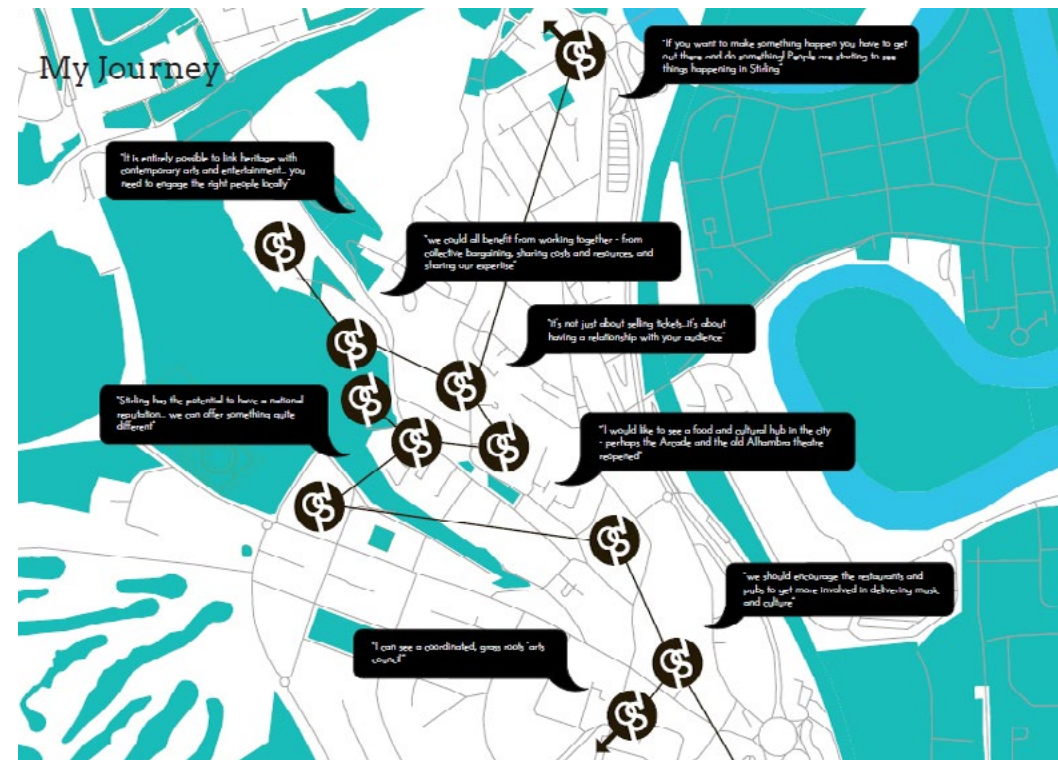 My Journey
"If you want to make something happen you have to get
out there and do something! People are starting to see
things happening in Stirling"
"It is entirely possible to link heritage with
contemporary arts and entertainment... you
need to engage the right people locally"
"we could all benefit from working together - from
collective bargaining, sharing costs and resources, and
sharing our expertise"
"it's not just about selling tickets...it's about
having a relationship with your audience"
"Stirling has the potential to have a national
reputation... we can offer something quite
different"
"I would like to see a food and cultural hub in the city
- perhaps the Arcade and the old Alhambra theatre
reopened"
"we should encourage the restaurants and
pubs to get more involved in delivering music
and culture"
"I can see a coordinated, grass roots 'arts
council'"